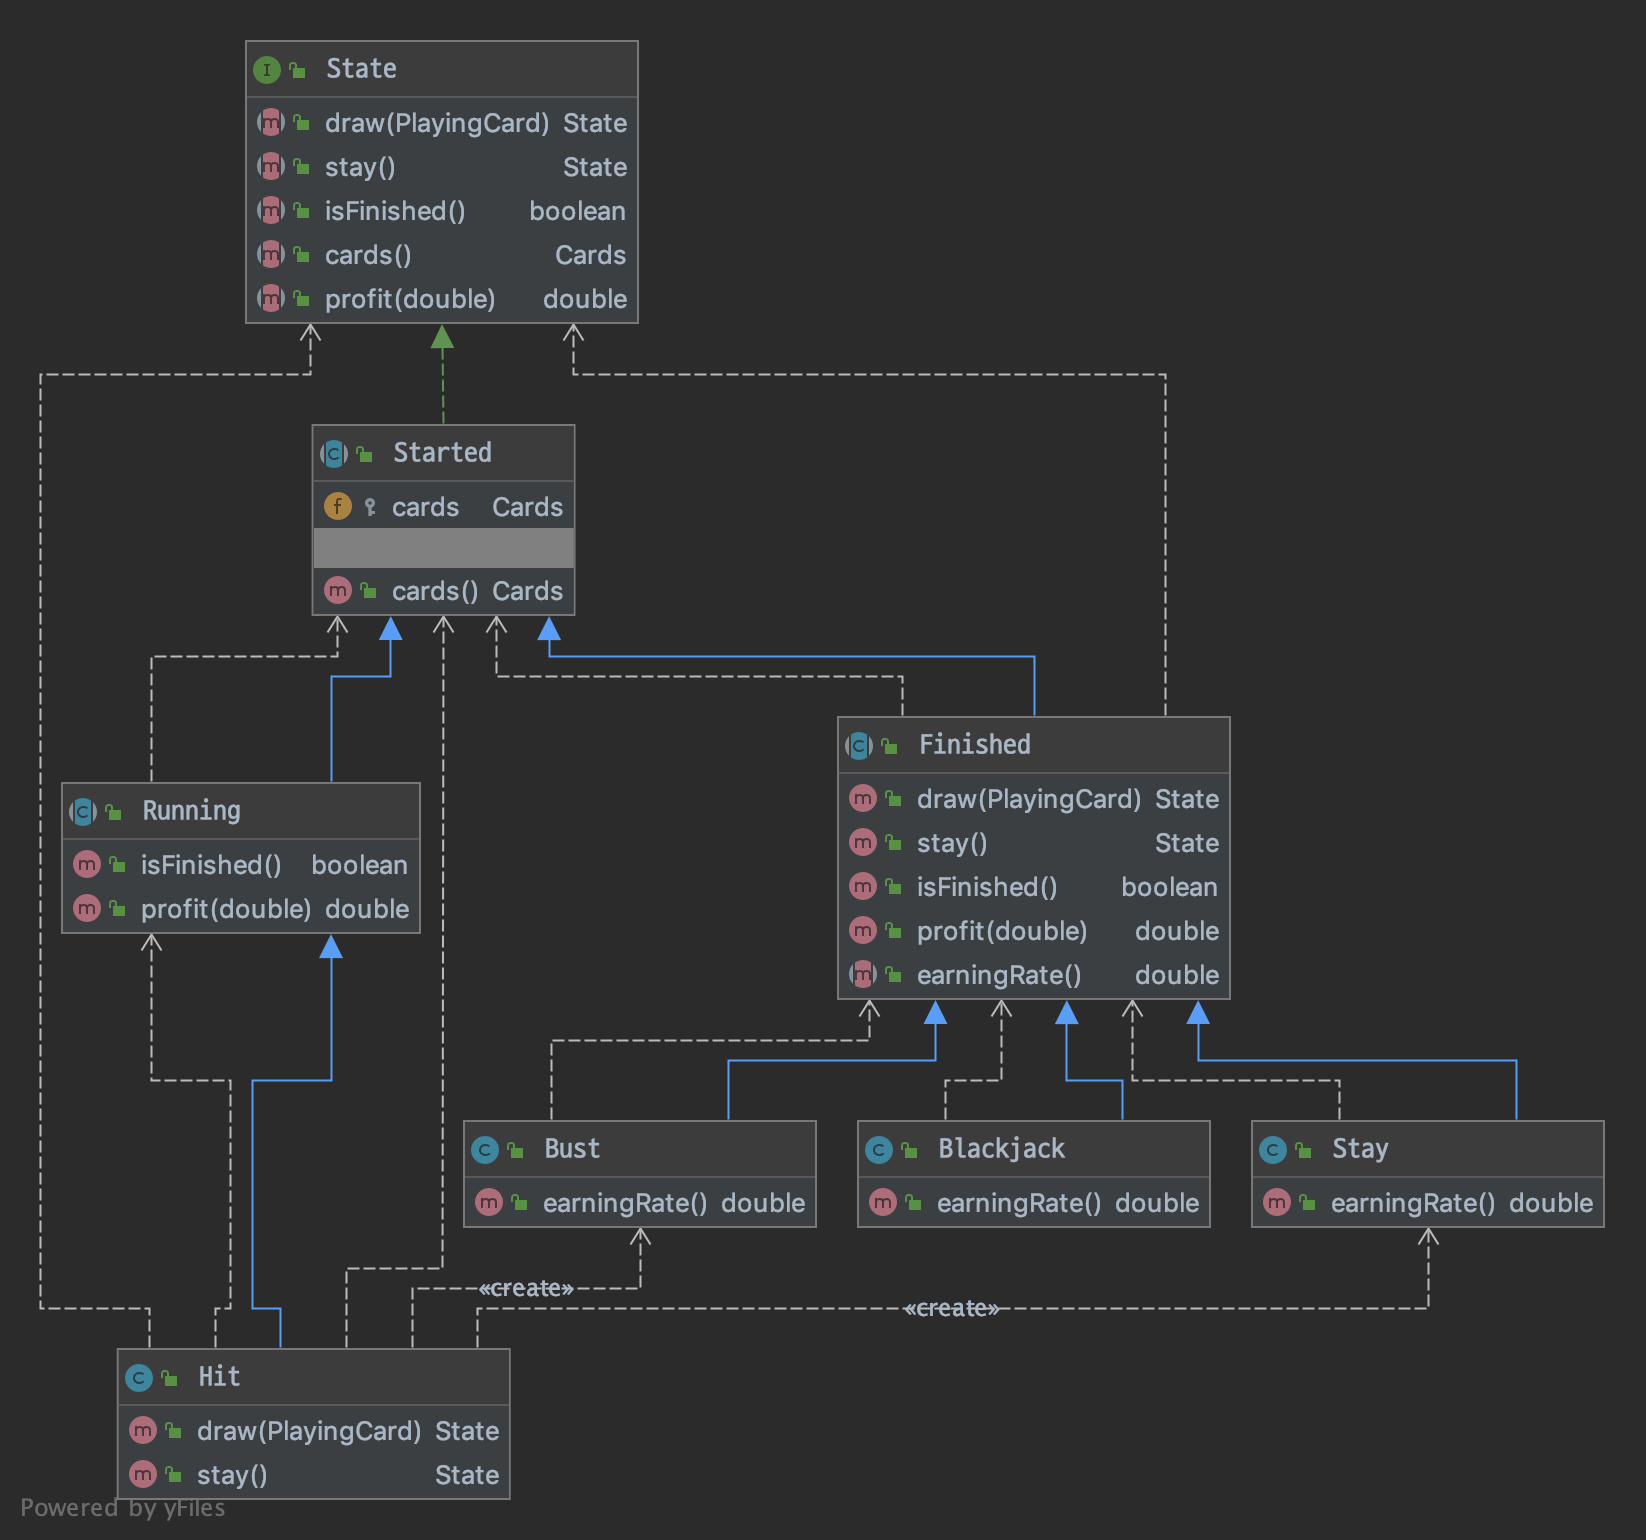 State
draw(PlayingCard) State
stay() State
isFinished() boolean
cards() Cards
profit(double) double
Started
cards Cards
cards() Cards
Finished
draw(PlayingCard) State
stay() State
isFinished() boolean
profit(double) double
earningRate() double
Running
isFinished() boolean
profit(double) double
Bust
earningRate() double
Blackjack
earningRate() double
Stay
earningRate() double
«create»
«create»
Hit
draw(PlayingCard) State
stay() State
Powered by yFiles